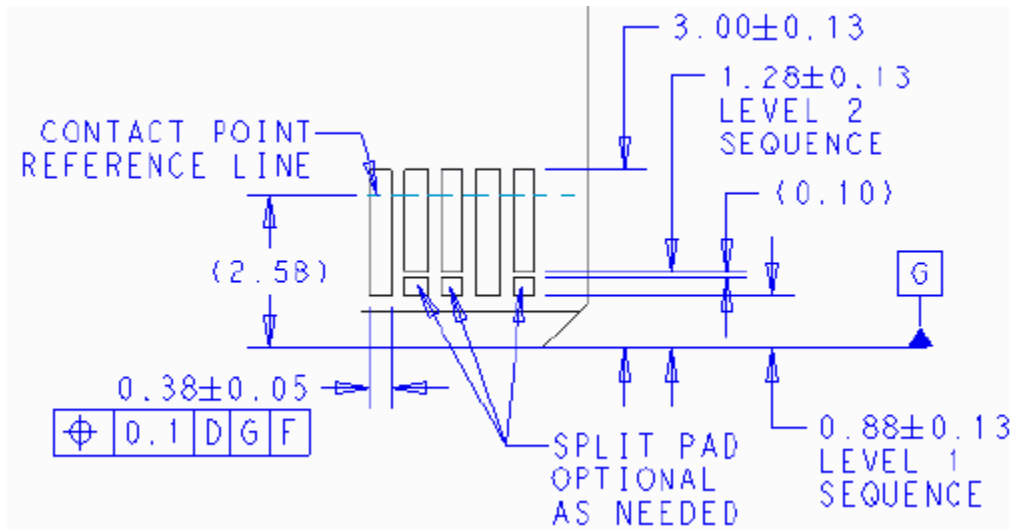 3.00±0.13
1.28±0.13
LEVEL 2
SEQUENCE
CONTACT POINT
REFERENCE LINE
(0.10)
(2.58)
G
0.38±0.05
⌖ 0.1 D G F
SPLIT PAD
OPTIONAL
AS NEEDED
0.88±0.13
LEVEL 1
SEQUENCE